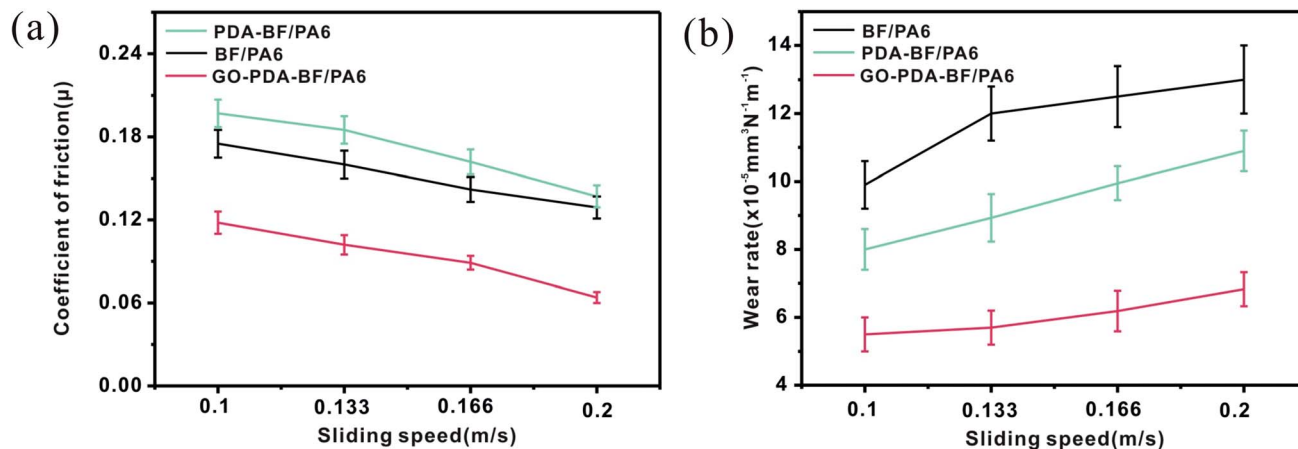 (a)
PDA-BF/PA6
BF/PA6
GO-PDA-BF/PA6
Coefficient of friction(μ)
0.24
0.18
0.12
0.06
0.00
0.1 0.133 0.166 0.2
Sliding speed(m/s)
(b)
BF/PA6
PDA-BF/PA6
GO-PDA-BF/PA6
Wear rate(x10⁻⁵mm³N⁻¹m⁻¹)
14
12
10
8
6
4
0.1 0.133 0.166 0.2
Sliding speed(m/s)